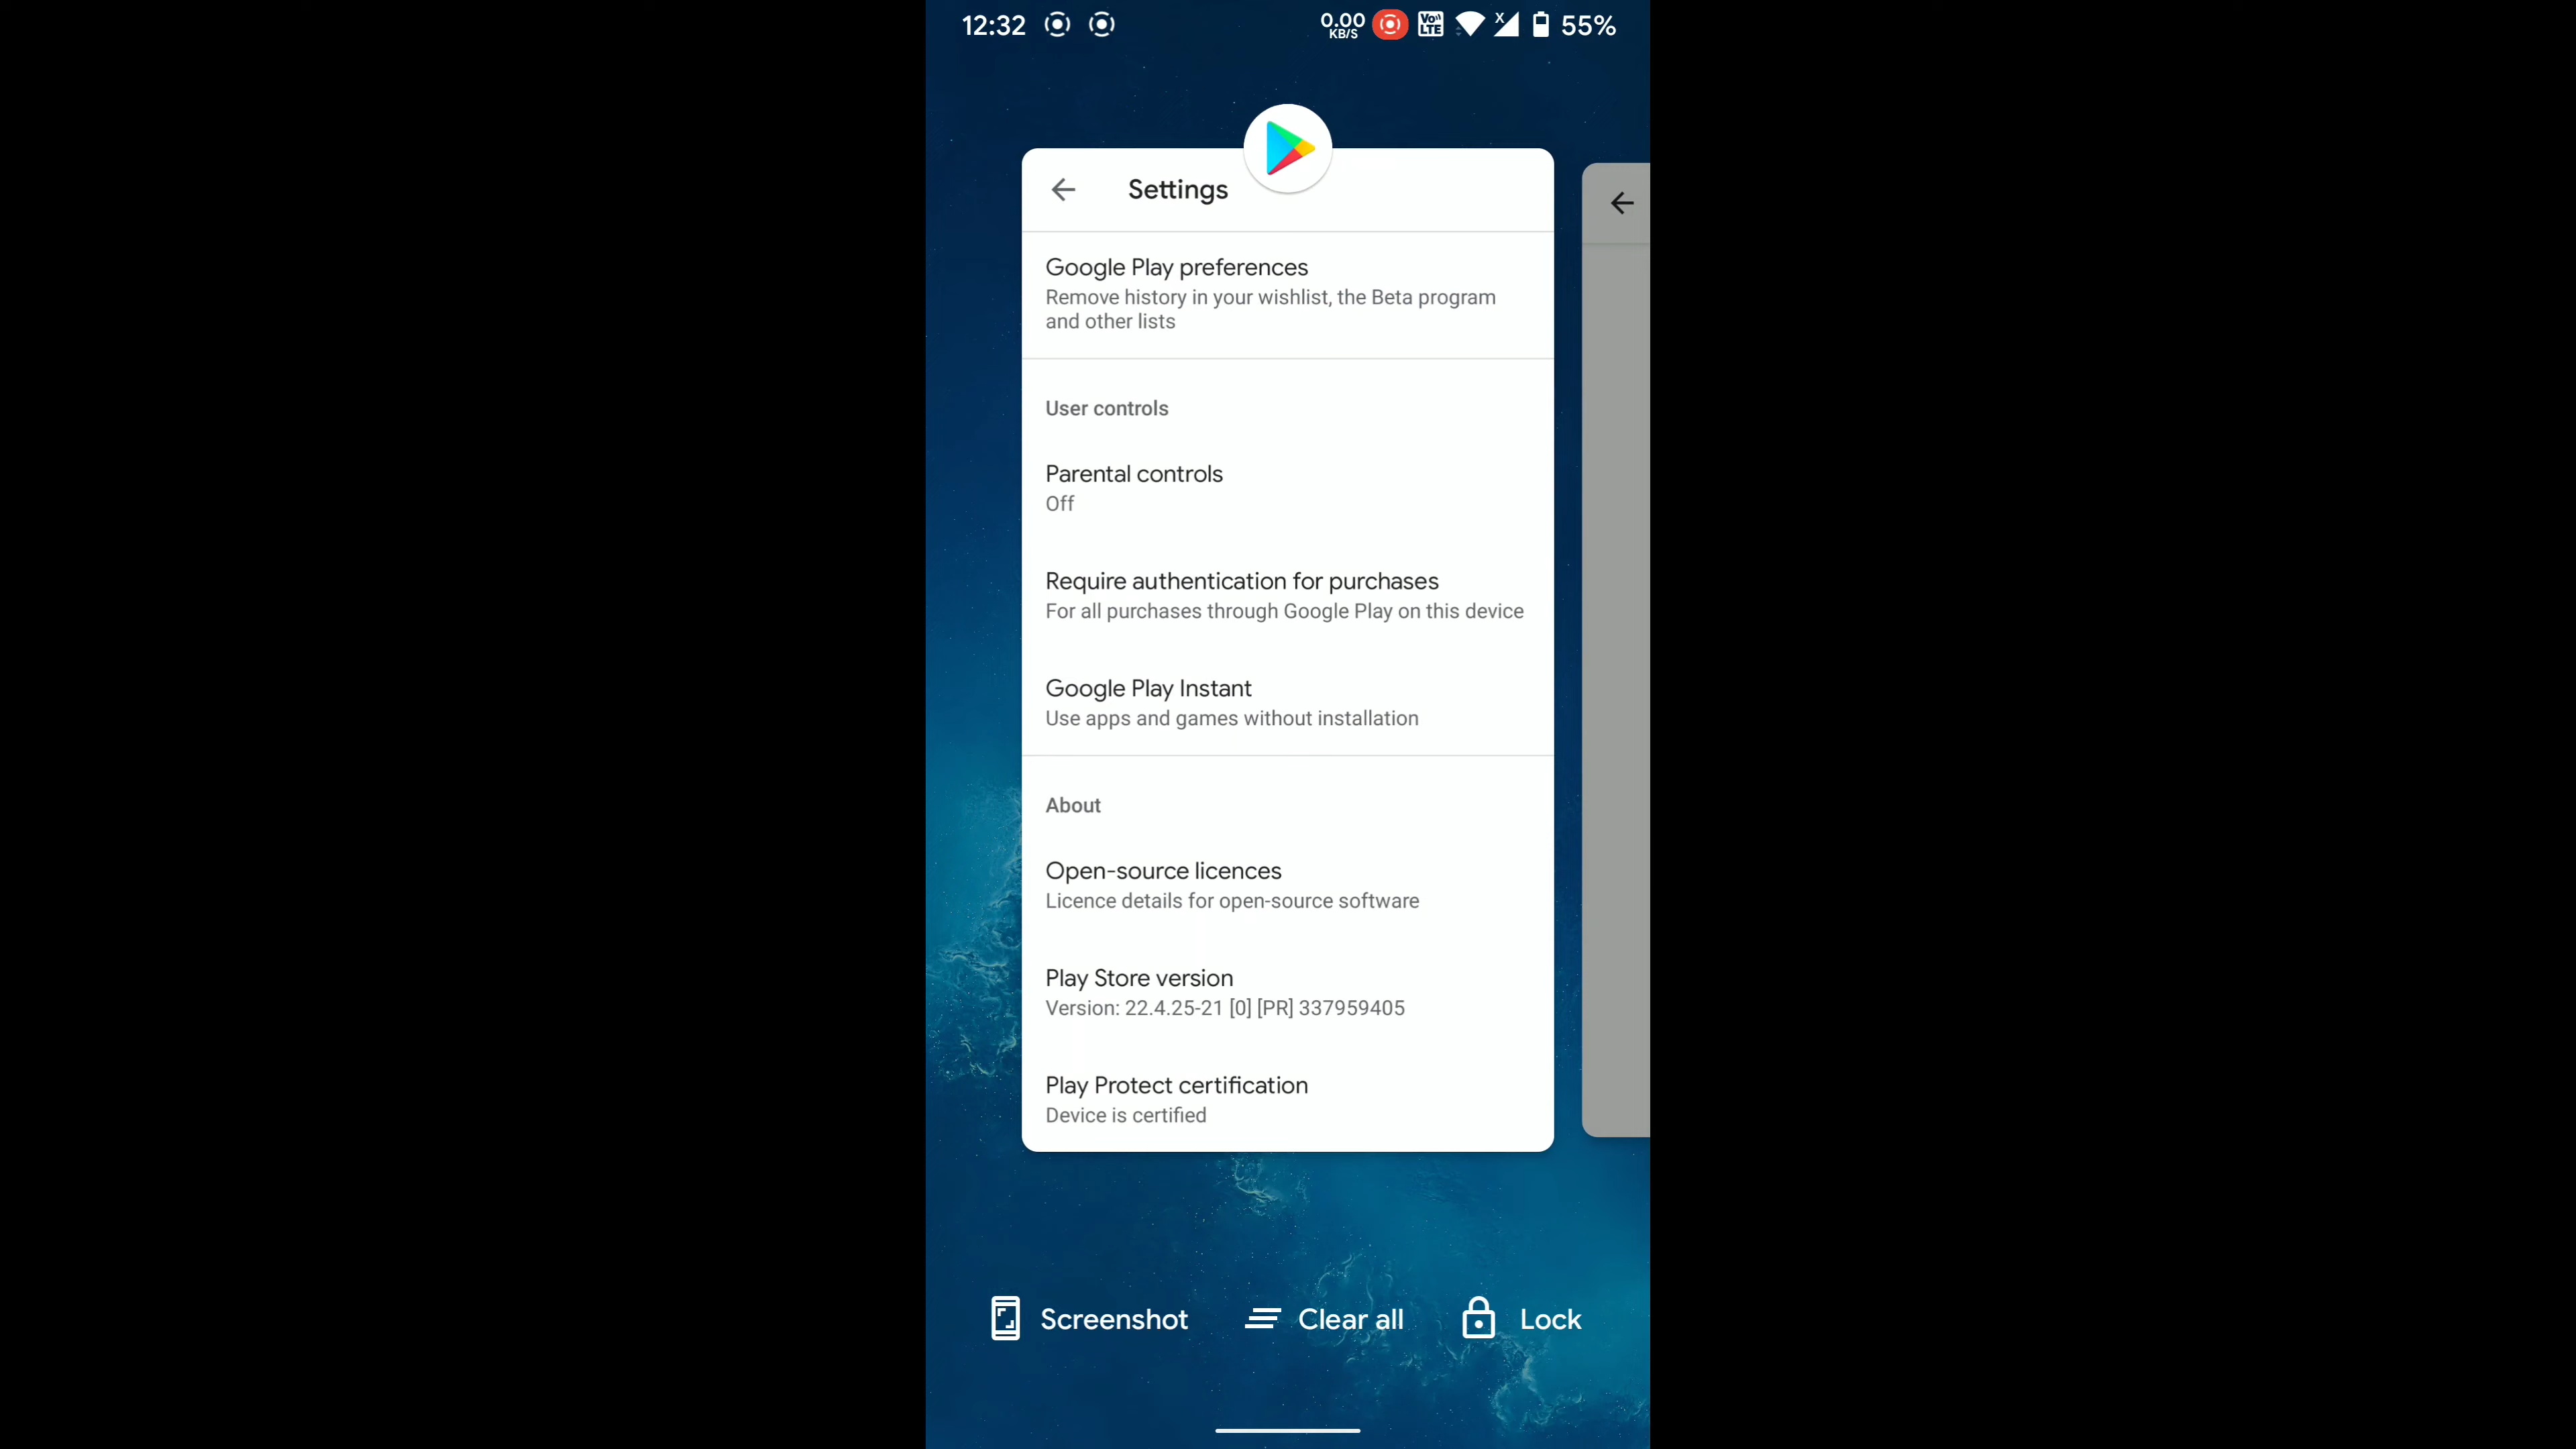 12:32
0.00
KB/S
Vo))
LTE
X
55%
Settings
Google Play preferences
Remove history in your wishlist, the Beta program
and other lists
User controls
Parental controls
Off
Require authentication for purchases
For all purchases through Google Play on this device
Google Play Instant
Use apps and games without installation
About
Open-source licences
Licence details for open-source software
Play Store version
Version: 22.4.25-21 [0] [PR] 337959405
Play Protect certification
Device is certified
Screenshot
Clear all
Lock